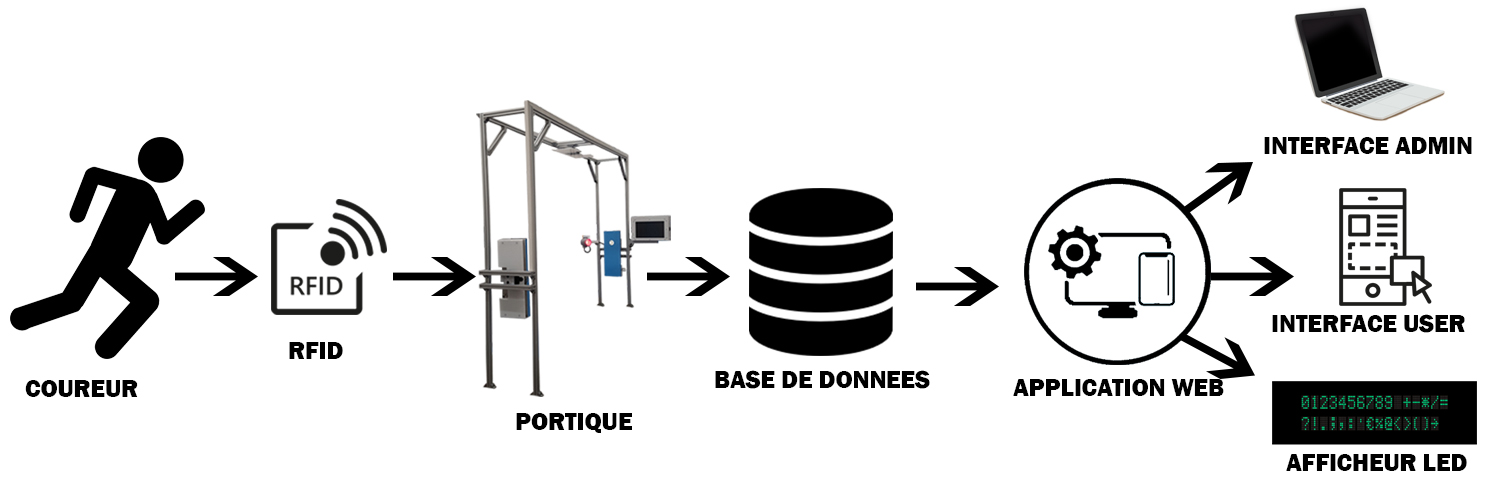 COUREUR
RFID
RFID
PORTIQUE
BASE DE DONNEES
APPLICATION WEB
INTERFACE ADMIN
INTERFACE USER
0123456789 +-*/=
?!.;,:'€%@<>()→
AFFICHEUR LED